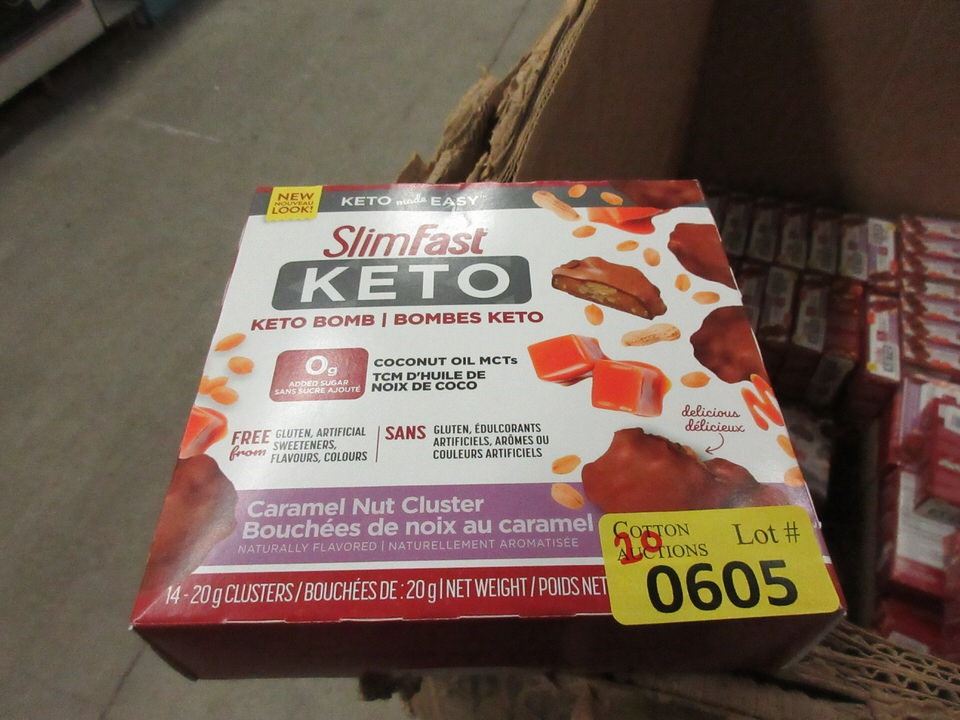 NEW
NOUVEAU
LOOK!
KETO made EASY™
SlimFast
KETO
KETO BOMB | BOMBES KETO
0g
ADDED SUGAR
SANS SUCRE AJOUTÉ
COCONUT OIL MCTs
TCM D'HUILE DE
NOIX DE COCO
FREE from
GLUTEN, ARTIFICIAL
SWEETENERS,
FLAVOURS, COLOURS
SANS
GLUTEN, ÉDULCORANTS
ARTIFICIELS, ARÔMES OU
COULEURS ARTIFICIELS
delicious
délicieux
Caramel Nut Cluster
Bouchées de noix au caramel
NATURALLY FLAVORED | NATURELLEMENT AROMATISÉE
14 - 20 g CLUSTERS / BOUCHÉES DE : 20 g | NET WEIGHT / POIDS NET
COTTON
AUCTIONS
Lot #
0605